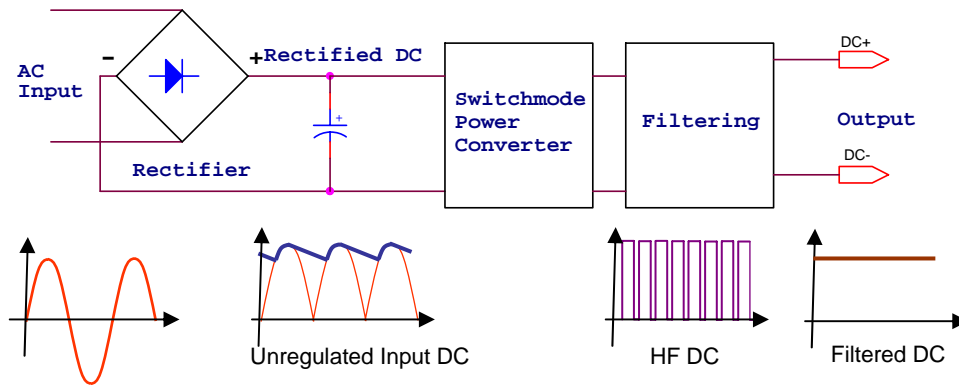 AC
Input
-
+
Rectified DC
+
Rectifier
Switchmode
Power
Converter
Filtering
DC+
Output
DC-
Unregulated Input DC
HF DC
Filtered DC